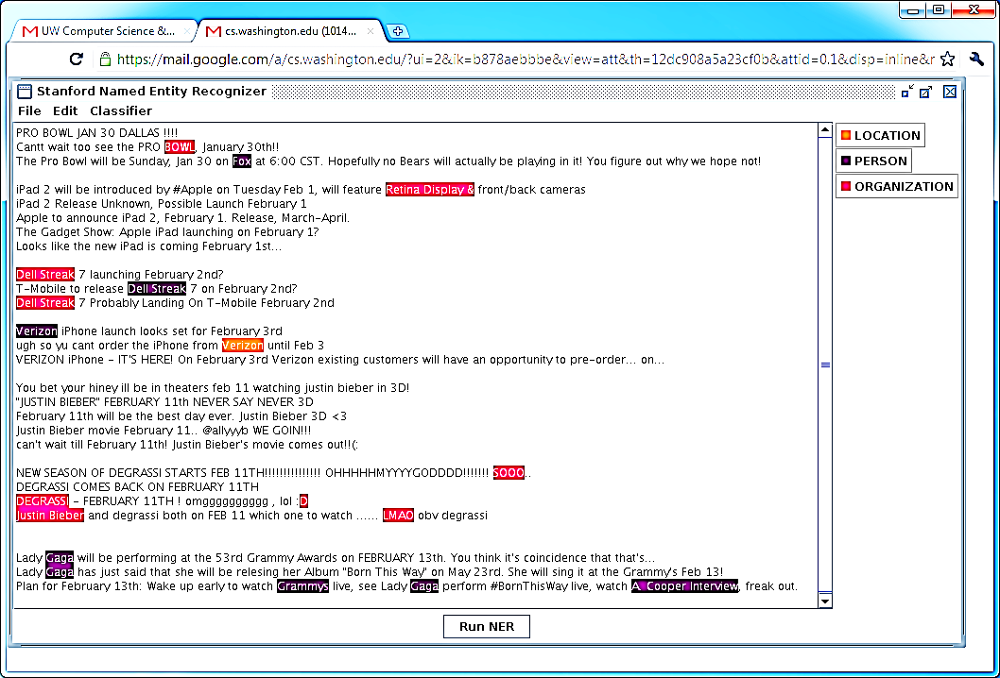 UW Computer Science &...
cs.washington.edu (1014...
https://mail.google.com/a/cs.washington.edu/?ui=2&ik=b878aebbbe&view=att&th=12dc908a5a23cf0b&attid=0.1&disp=inline&r
Stanford Named Entity Recognizer
File Edit Classifier
PRO BOWL JAN 30 DALLAS !!!!
Cantt wait too see the PRO BOWL, January 30th!!
The Pro Bowl will be Sunday, Jan 30 on Fox at 6:00 CST. Hopefully no Bears will actually be playing in it! You figure out why we hope not!
iPad 2 will be introduced by #Apple on Tuesday Feb 1, will feature Retina Display & front/back cameras
iPad 2 Release Unknown, Possible Launch February 1
Apple to announce iPad 2, February 1. Release, March-April.
The Gadget Show: Apple iPad launching on February 1?
Looks like the new iPad is coming February 1st...
Dell Streak 7 launching February 2nd?
T-Mobile to release Dell Streak 7 on February 2nd?
Dell Streak 7 Probably Landing On T-Mobile February 2nd
Verizon iPhone launch looks set for February 3rd
ugh so yu cant order the iPhone from Verizon until Feb 3
VERIZON iPhone - IT'S HERE! On February 3rd Verizon existing customers will have an opportunity to pre-order... on...
You bet your hiney ill be in theaters feb 11 watching justin bieber in 3D!
"JUSTIN BIEBER" FEBRUARY 11th NEVER SAY NEVER 3D
February 11th will be the best day ever. Justin Bieber 3D <3
Justin Bieber movie February 11.. @allyyyb WE GOIN!!!
can't wait till February 11th! Justin Bieber's movie comes out!!(:
NEW SEASON OF DEGRASSI STARTS FEB 11TH!!!!!!!!!!!!!!! OHHHHHMYYYYGODDDD!!!!!!! SOOO..
DEGRASSI COMES BACK ON FEBRUARY 11TH
DEGRASSI - FEBRUARY 11TH ! omgggggggggg , lol :D
Justin Bieber and degrassi both on FEB 11 which one to watch ...... LMAO obv degrassi
Lady Gaga will be performing at the 53rd Grammy Awards on FEBRUARY 13th. You think it's coincidence that that's...
Lady Gaga has just said that she will be relesing her Album "Born This Way" on May 23rd. She will sing it at the Grammy's Feb 13!
Plan for February 13th: Wake up early to watch Grammys live, see Lady Gaga perform #BornThisWay live, watch A. Cooper Interview, freak out.
LOCATION
PERSON
ORGANIZATION
Run NER